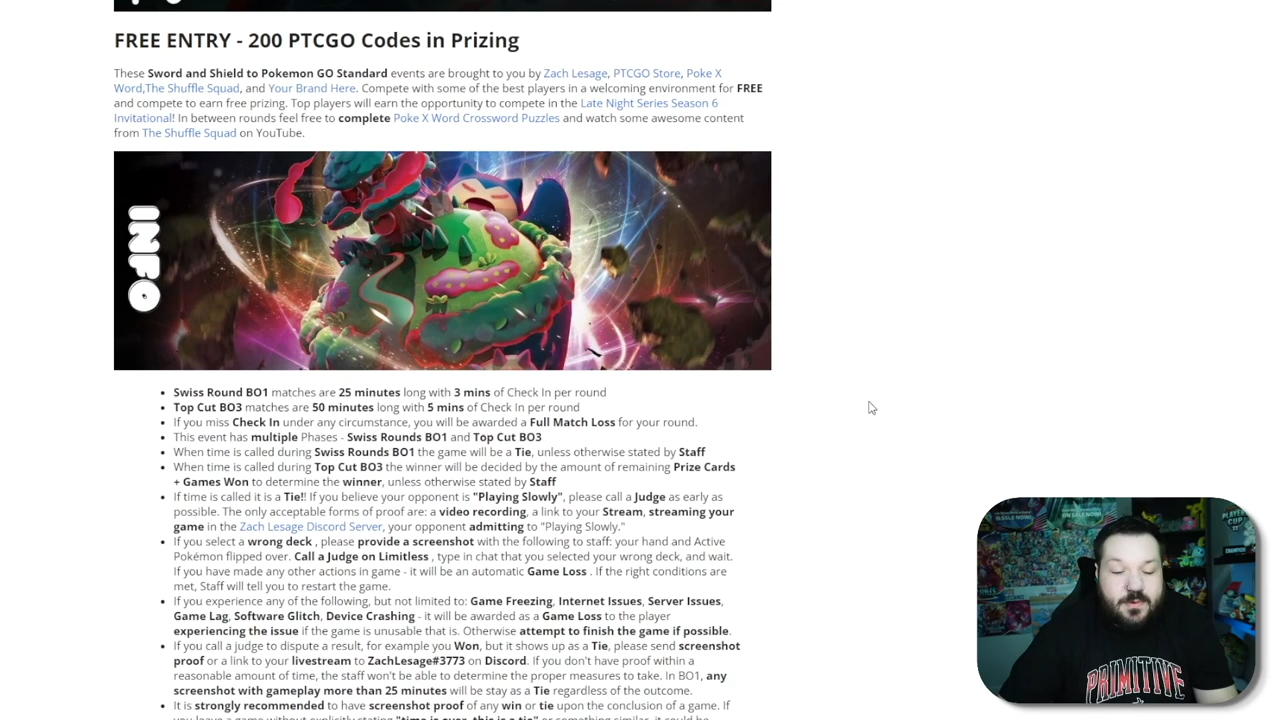 FREE ENTRY - 200 PTCGO Codes in Prizing
These Sword and Shield to Pokemon GO Standard events are brought to you by Zach Lesage, PTCGO Store, Poke X
Word,The Shuffle Squad, and Your Brand Here. Compete with some of the best players in a welcoming environment for FREE
and compete to earn free prizing. Top players will earn the opportunity to compete in the Late Night Series Season 6
Invitational! In between rounds feel free to complete Poke X Word Crossword Puzzles and watch some awesome content
from The Shuffle Squad on YouTube.
INFO
• Swiss Round BO1 matches are 25 minutes long with 3 mins of Check In per round
• Top Cut BO3 matches are 50 minutes long with 5 mins of Check In per round
• If you miss Check In under any circumstance, you will be awarded a Full Match Loss for your round.
• This event has multiple Phases - Swiss Rounds BO1 and Top Cut BO3
• When time is called during Swiss Rounds BO1 the game will be a Tie, unless otherwise stated by Staff
• When time is called during Top Cut BO3 the winner will be decided by the amount of remaining Prize Cards
+ Games Won to determine the winner, unless otherwise stated by Staff
• If time is called it is a Tie!! If you believe your opponent is "Playing Slowly", please call a Judge as early as
possible. The only acceptable forms of proof are: a video recording, a link to your Stream, streaming your
game in the Zach Lesage Discord Server, your opponent admitting to "Playing Slowly."
• If you select a wrong deck , please provide a screenshot with the following to staff: your hand and Active
Pokémon flipped over. Call a Judge on Limitless , type in chat that you selected your wrong deck, and wait.
If you have made any other actions in game - it will be an automatic Game Loss . If the right conditions are
met, Staff will tell you to restart the game.
• If you experience any of the following, but not limited to: Game Freezing, Internet Issues, Server Issues,
Game Lag, Software Glitch, Device Crashing - it will be awarded as a Game Loss to the player
experiencing the issue if the game is unusable that is. Otherwise attempt to finish the game if possible.
• If you call a judge to dispute a result, for example you Won, but it shows up as a Tie, please send screenshot
proof or a link to your livestream to ZachLesage#3773 on Discord. If you don't have proof within a
reasonable amount of time, the staff won't be able to determine the proper measures to take. In BO1, any
screenshot with gameplay more than 25 minutes will be stay as a Tie regardless of the outcome.
• It is strongly recommended to have screenshot proof of any win or tie upon the conclusion of a game. If
you leave a game without explicitly stating "time is over, this is a tie" or something similar, it could be
PRIMITIVE